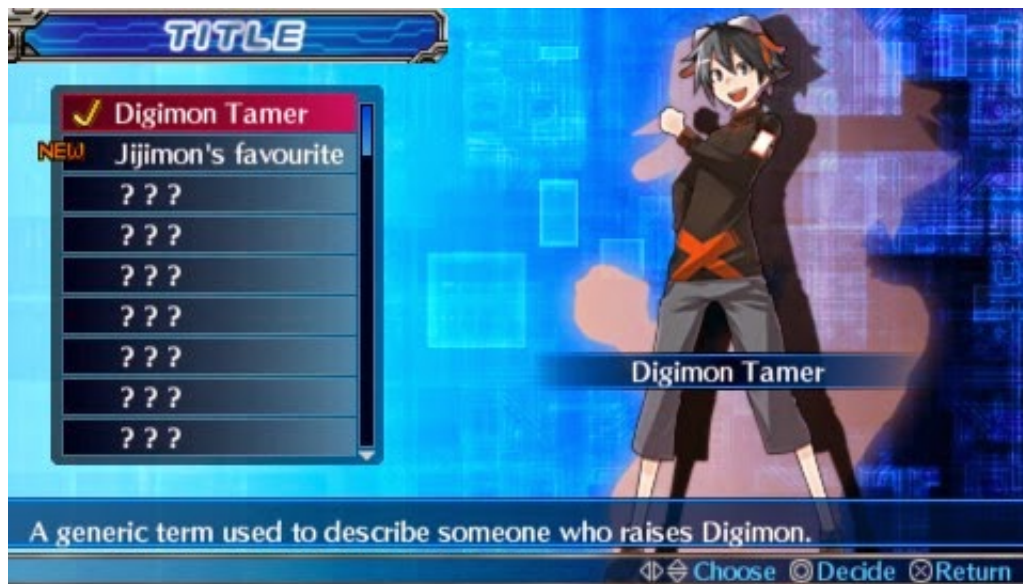 TITLE
Digimon Tamer
NEW Jijimon's favourite
? ? ?
? ? ?
? ? ?
? ? ?
? ? ?
? ? ?
? ? ?
Digimon Tamer
A generic term used to describe someone who raises Digimon.
Choose Decide Return